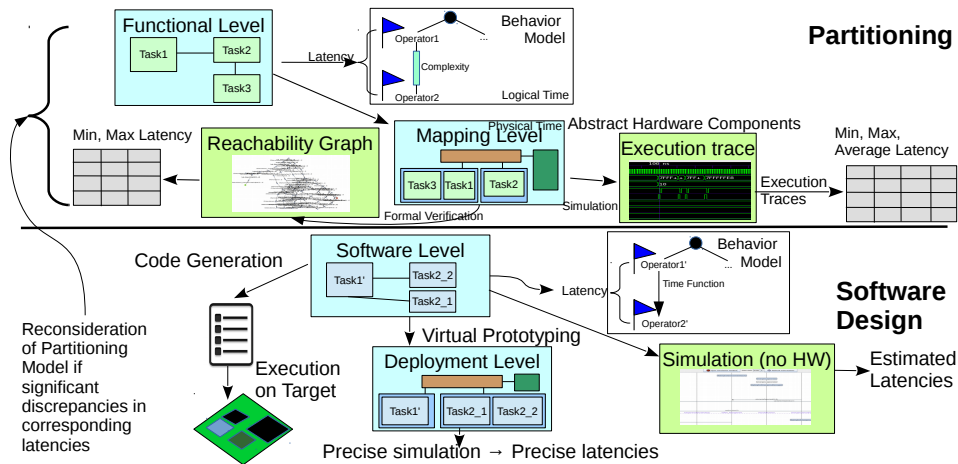 Functional Level
Task1
Task2
Task3
Latency
Behavior
Model
Operator1
...
Complexity
Operator2
Logical Time
Partitioning
Min, Max Latency
Reachability Graph
Physical Time
Mapping Level
Task3
Task1
Task2
Formal Verification
Abstract Hardware Components
Execution trace
Simulation
Execution
Traces
Min, Max,
Average Latency
Code Generation
Software Level
Task1'
Task2_2
Task2_1
Latency
Behavior
Model
Operator1'
...
Time Function
Operator2'
Software
Design
Reconsideration
of Partitioning
Model if
significant
discrepancies in
corresponding
latencies
Execution
on Target
Virtual Prototyping
Deployment Level
Task1'
Task2_1
Task2_2
Precise simulation → Precise latencies
Simulation (no HW)
Estimated
Latencies